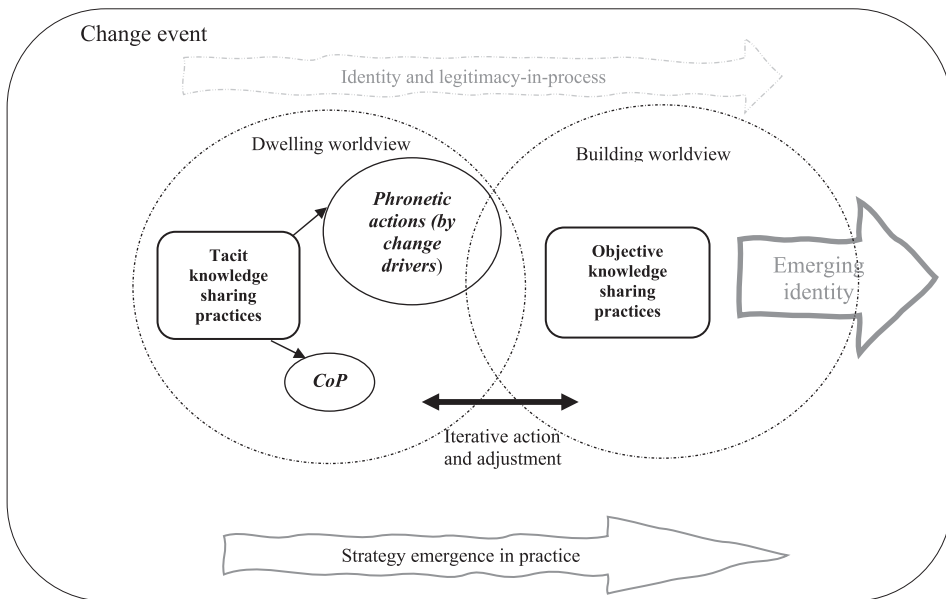 Change event
Identity and legitimacy-in-process
Dwelling worldview
Building worldview
Phronetic
actions (by
change
drivers)
Tacit
knowledge
sharing
practices
Objective
knowledge
sharing
practices
Emerging
identity
CoP
Iterative action
and adjustment
Strategy emergence in practice